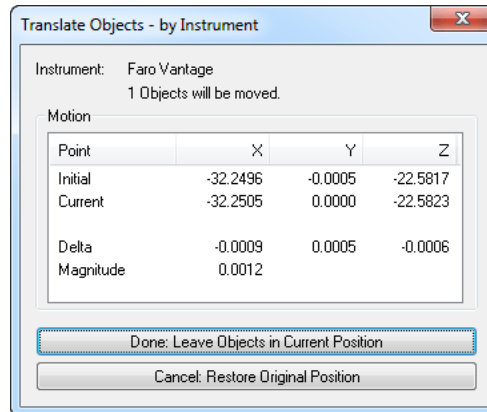 Translate Objects - by Instrument
Instrument: Faro Vantage
1 Objects will be moved.
Motion
Point X Y Z
Initial -32.2496 -0.0005 -22.5817
Current -32.2505 0.0000 -22.5823
Delta -0.0009 0.0005 -0.0006
Magnitude 0.0012
Done: Leave Objects in Current Position
Cancel: Restore Original Position